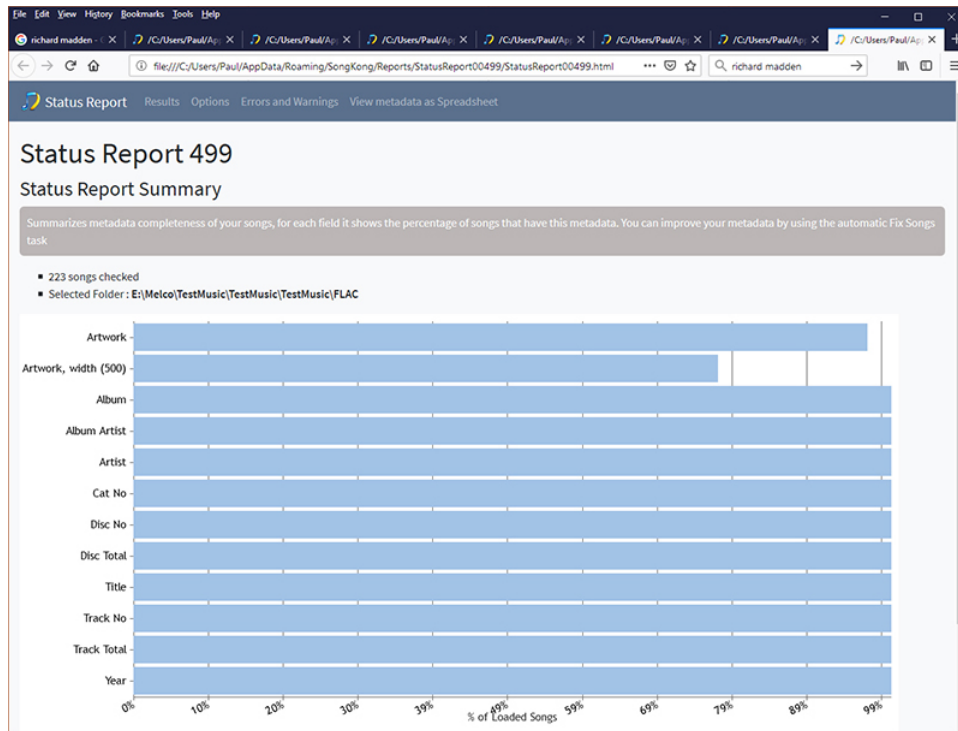 File Edit View History Bookmarks Tools Help
richard madden - /C:/Users/Paul/Ap /C:/Users/Paul/Ap /C:/Users/Paul/Ap /C:/Users/Paul/Ap /C:/Users/Paul/Ap /C:/Users/Paul/Ap /C:/Users/Paul/Ap
file:///C:/Users/Paul/AppData/Roaming/SongKong/Reports/StatusReport00499/StatusReport00499.html richard madden
Status Report Results Options Errors and Warnings View metadata as Spreadsheet
Status Report 499
Status Report Summary
Summarizes metadata completeness of your songs, for each field it shows the percentage of songs that have this metadata. You can improve your metadata by using the automatic Fix Songs
task
223 songs checked
Selected Folder : E:\Melco\TestMusic\TestMusic\TestMusic\FLAC
Artwork
Artwork, width (500)
Album
Album Artist
Artist
Cat No
Disc No
Disc Total
Title
Track No
Track Total
Year
0% 10% 20% 30% 39% 49% 59% 69% 79% 89% 99%
% of Loaded Songs